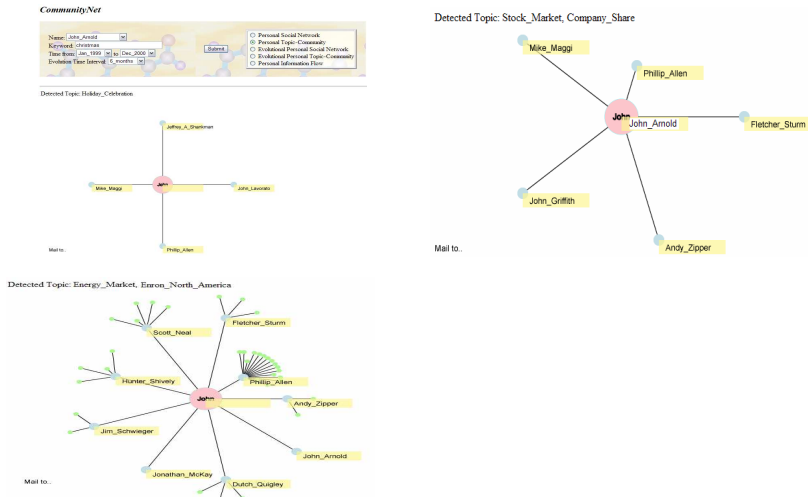 CommunityNet
Name: John_Arnold
Keyword: christmas
Time from: Jan_1999 to Dec_2000
Evolution Time Interval: 6_months
Submit
Personal Social Network
Personal Topic-Community
Evolutional Personal Social Network
Evolutional Personal Topic-Community
Personal Information Flow
Detected Topic: Holiday_Celebration
Jeffrey_A_Shankman
Mike_Maggi
John
John_Lavorato
Mail to..
Phillip_Allen
Detected Topic: Stock_Market, Company_Share
Mike_Maggi
Phillip_Allen
John
John_Arnold
Fletcher_Sturm
John_Griffith
Andy_Zipper
Mail to..
Detected Topic: Energy_Market, Enron_North_America
Fletcher_Sturm
Scott_Neal
Hunter_Shively
Phillip_Allen
John
Andy_Zipper
Jim_Schwieger
John_Arnold
Jonathan_McKay
Dutch_Quigley
Mail to..